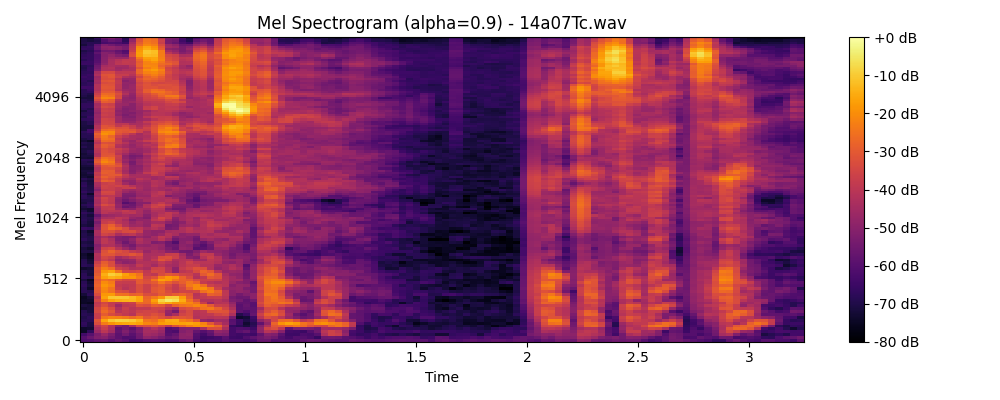 Mel Spectrogram (alpha=0.9) - 14a07Tc.wav
Mel Frequency
4096
2048
1024
512
0
0
0.5
1
1.5
2
2.5
3
Time
+0 dB
-10 dB
-20 dB
-30 dB
-40 dB
-50 dB
-60 dB
-70 dB
-80 dB